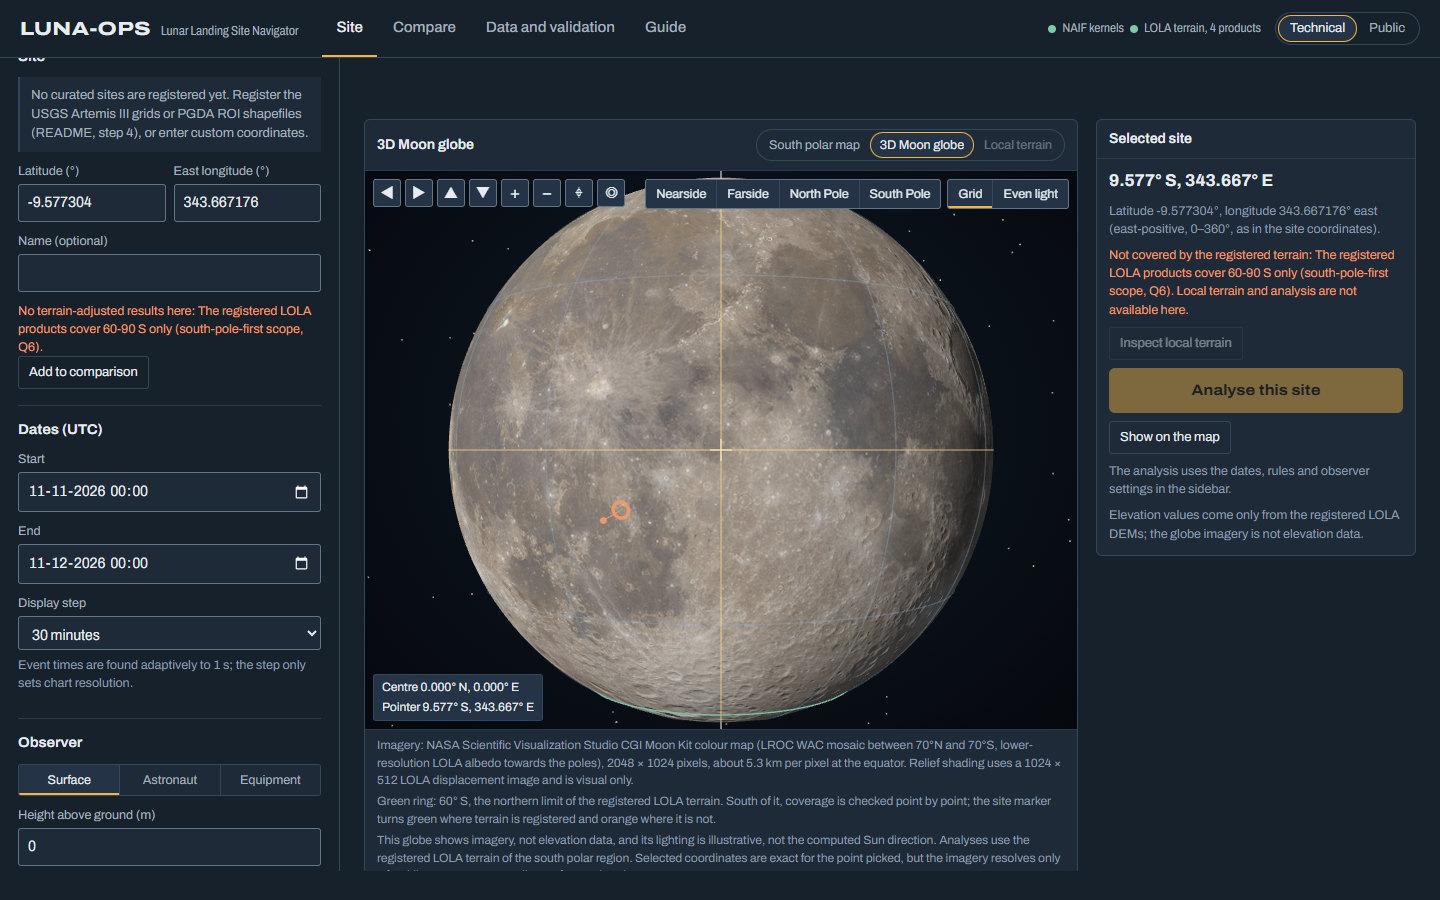 LUNA-OPS Lunar Landing Site Navigator
Site Compare Data and validation Guide
NAIF kernels LOLA terrain, 4 products
Technical Public
Site
No curated sites are registered yet. Register the
USGS Artemis III grids or PGDA ROI shapefiles
(README, step 4), or enter custom coordinates.
Latitude (°) East longitude (°)
-9.577304 343.667176
Name (optional)
No terrain-adjusted results here: The registered LOLA
products cover 60-90 S only (south-pole-first scope,
Q6).
Add to comparison
Dates (UTC)
Start
11-11-2026 00:00
End
11-12-2026 00:00
Display step
30 minutes
Event times are found adaptively to 1 s; the step only
sets chart resolution.
Observer
Surface Astronaut Equipment
Height above ground (m)
0
3D Moon globe
South polar map 3D Moon globe Local terrain
Nearside Farside North Pole South Pole Grid Even light
Centre 0.000° N, 0.000° E
Pointer 9.577° S, 343.667° E
Imagery: NASA Scientific Visualization Studio CGI Moon Kit colour map (LROC WAC mosaic between 70°N and 70°S, lower-
resolution LOLA albedo towards the poles), 2048 × 1024 pixels, about 5.3 km per pixel at the equator. Relief shading uses a 1024 ×
512 LOLA displacement image and is visual only.
Green ring: 60° S, the northern limit of the registered LOLA terrain. South of it, coverage is checked point by point; the site marker
turns green where terrain is registered and orange where it is not.
This globe shows imagery, not elevation data, and its lighting is illustrative, not the computed Sun direction. Analyses use the
registered LOLA terrain of the south polar region. Selected coordinates are exact for the point picked, but the imagery resolves only
Selected site
9.577° S, 343.667° E
Latitude -9.577304°, longitude 343.667176° east
(east-positive, 0–360°, as in the site coordinates).
Not covered by the registered terrain: The registered
LOLA products cover 60-90 S only (south-pole-first
scope, Q6). Local terrain and analysis are not
available here.
Inspect local terrain
Analyse this site
Show on the map
The analysis uses the dates, rules and observer
settings in the sidebar.
Elevation values come only from the registered LOLA
DEMs; the globe imagery is not elevation data.